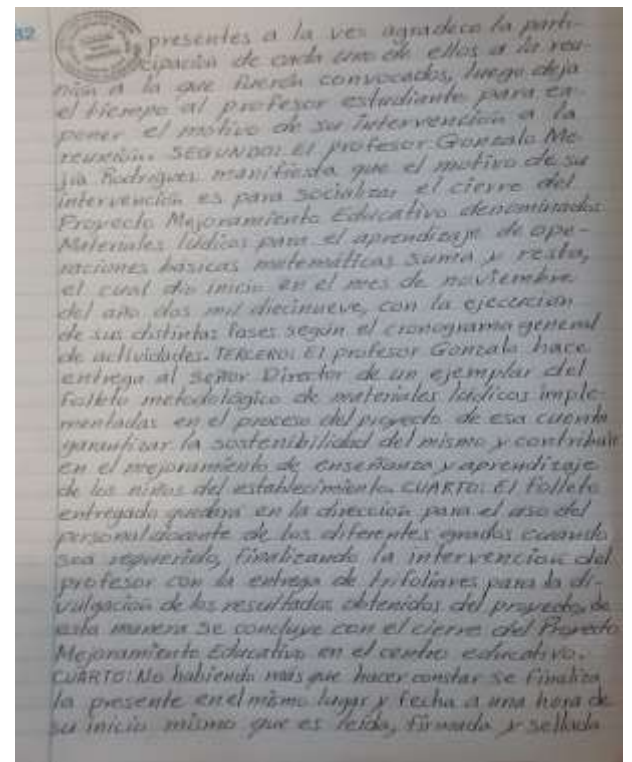 32
presentes a la ves agradece la parti-
cipación de cada uno de ellos a la reu-
nión a la que fueron convocados, luego deja
el tiempo al profesor estudiante para ex-
poner el motivo de su intervención a la
reunión. SEGUNDO: El profesor Gonzalo Me-
jía Rodriguez manifiesta que el motivo de su
intervención es para socializar el cierre del
Proyecto Mejoramiento Educativo denominados
Materiales lúdicos para el aprendizaje de ope-
raciones básicas matemáticas suma y resta,
el cual dio inicio en el mes de noviembre
del año dos mil diecinueve, con la ejecución
de sus distintas fases según el cronograma general
de actividades. TERCERO: El profesor Gonzalo hace
entrega al Señor Director de un ejemplar del
Folleto metodológico de materiales lúdicos imple-
mentadas en el proceso del proyecto de esa cuenta
garantizar la sostenibilidad del mismo y contribuir
en el mejoramiento de enseñanza y aprendizaje
de los niños del establecimiento. CUARTO: El folleto
entregado quedara en la dirección para el uso del
personal docente de los diferentes grados cuando
sea requerido, finalizando la intervención del
profesor con la entrega de trifoliares para la di-
vulgación de los resultados obtenidos del proyecto, de
esta manera se concluye con el cierre del Proyecto
Mejoramiento Educativo en el centro educativo.
CUARTO: No habiendo más que hacer constar se finaliza
la presente en el mismo lugar y fecha a una hora de
su inicio mismo que es leída, firmada y sellada